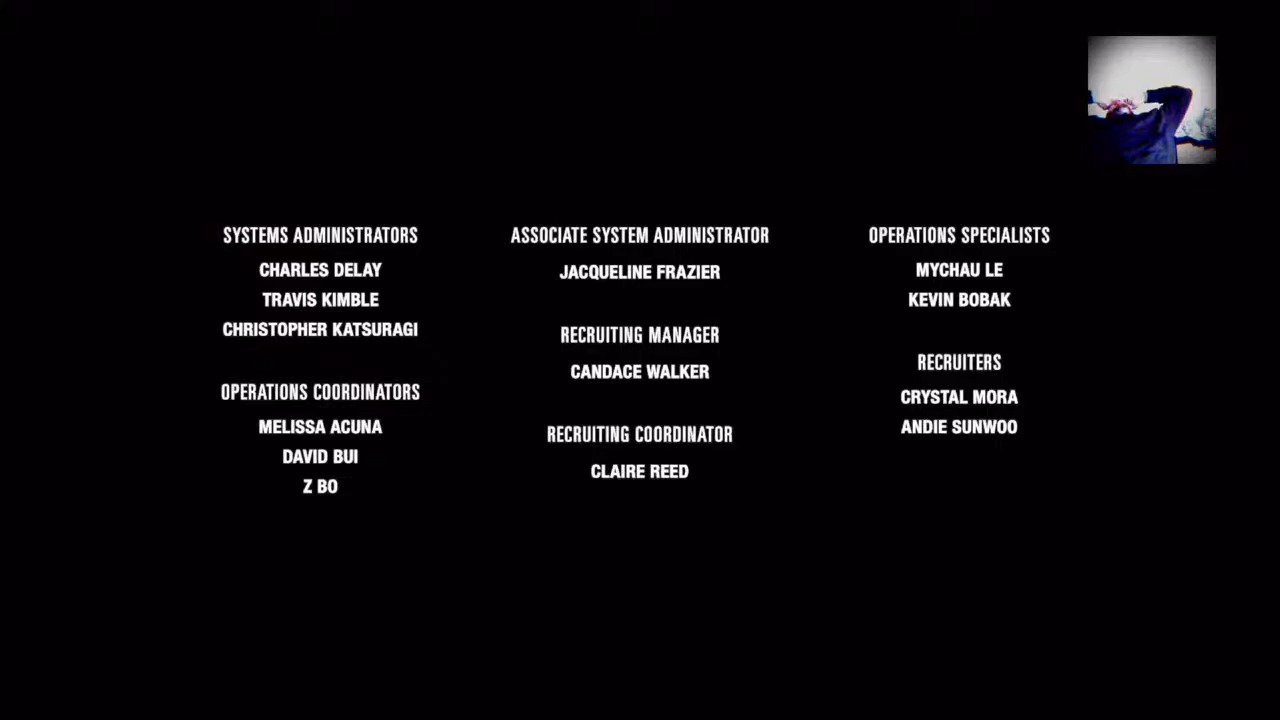 SYSTEMS ADMINISTRATORS
CHARLES DELAY
TRAVIS KIMBLE
CHRISTOPHER KATSURAGI
OPERATIONS COORDINATORS
MELISSA ACUNA
DAVID BUI
Z BO
ASSOCIATE SYSTEM ADMINISTRATOR
JACQUELINE FRAZIER
RECRUITING MANAGER
CANDACE WALKER
RECRUITING COORDINATOR
CLAIRE REED
OPERATIONS SPECIALISTS
MYCHAU LE
KEVIN BOBAK
RECRUITERS
CRYSTAL MORA
ANDIE SUNWOO